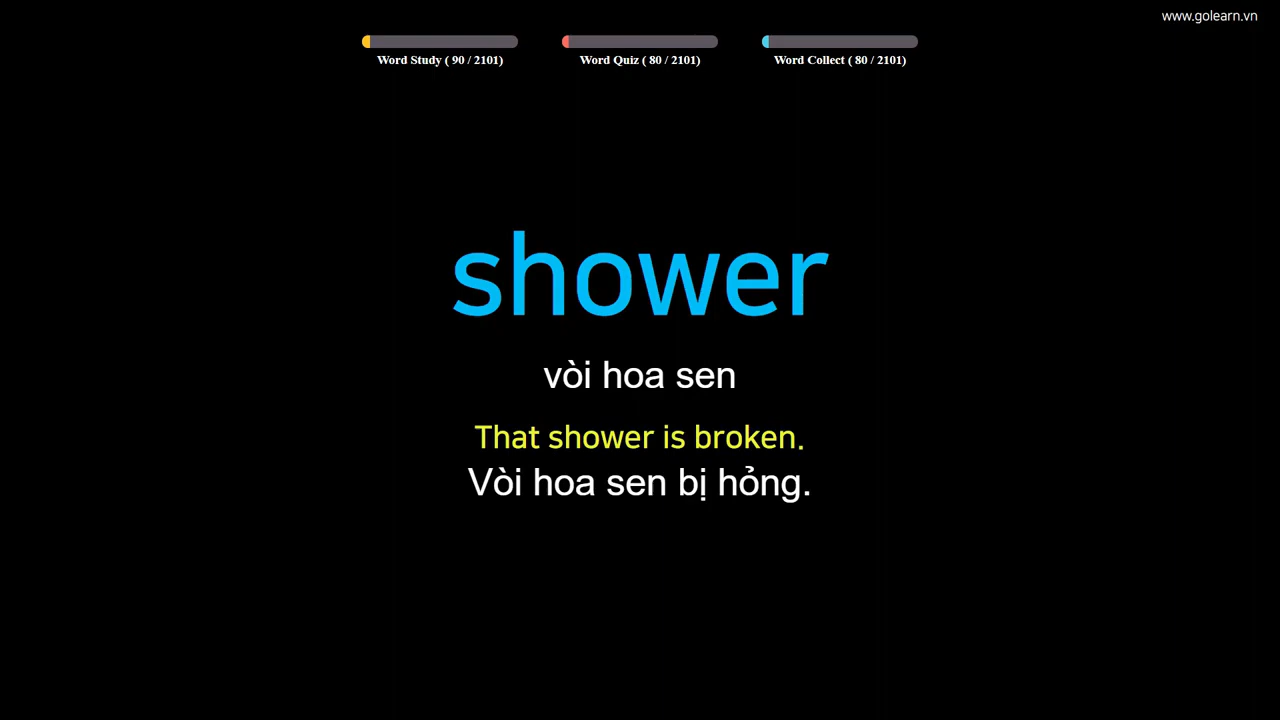 www.golearn.vn
Word Study ( 90 / 2101) Word Quiz ( 80 / 2101) Word Collect ( 80 / 2101)
shower
vòi hoa sen
That shower is broken.
Vòi hoa sen bị hỏng.